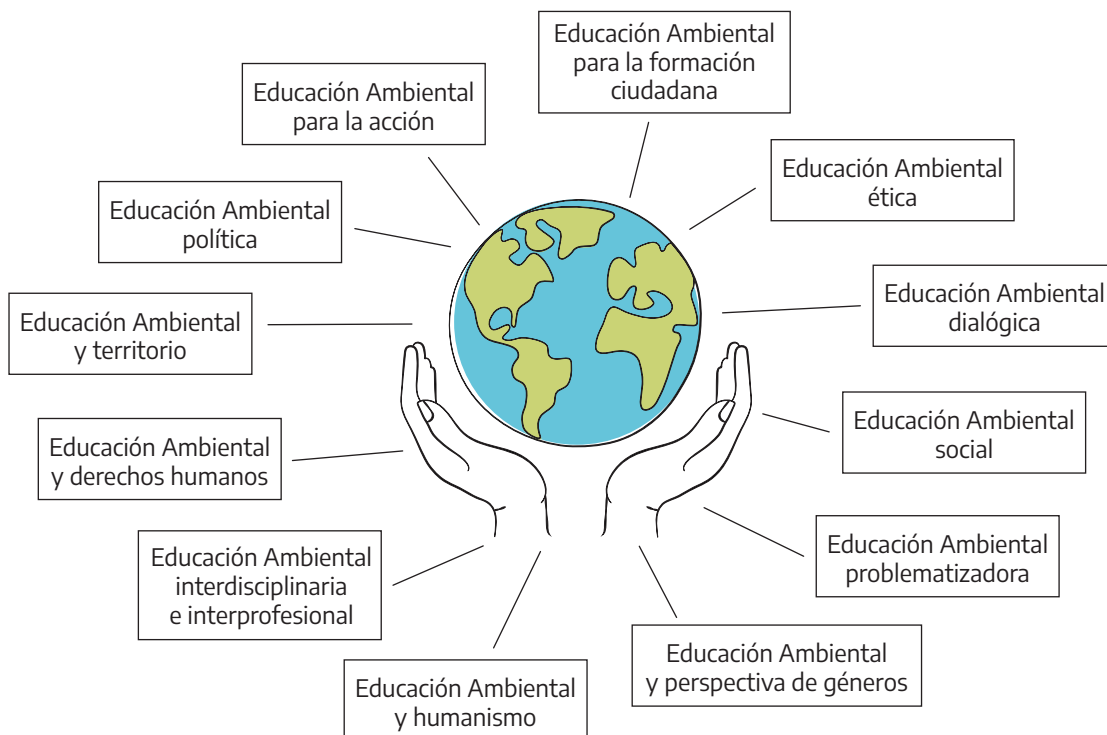 Educación Ambiental
para la formación
ciudadana
Educación Ambiental
para la acción
Educación Ambiental
ética
Educación Ambiental
política
Educación Ambiental
dialógica
Educación Ambiental
y territorio
Educación Ambiental
social
Educación Ambiental
y derechos humanos
Educación Ambiental
problematizadora
Educación Ambiental
interdisciplinaria
e interprofesional
Educación Ambiental
y perspectiva de géneros
Educación Ambiental
y humanismo